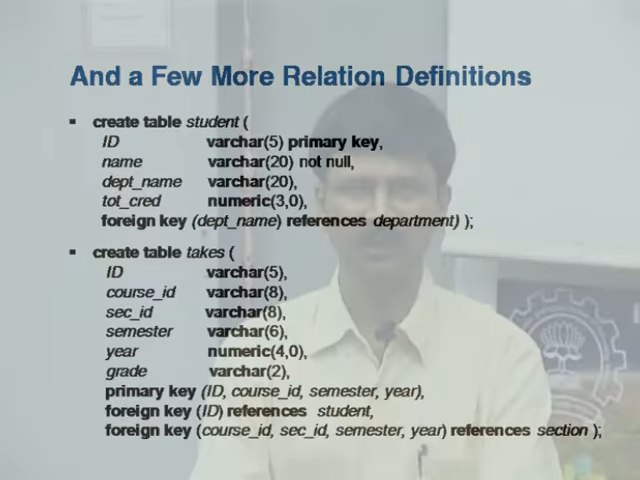 And a Few More Relation Definitions
▪ create table student (
ID varchar(5) primary key,
name varchar(20) not null,
dept_name varchar(20),
tot_cred numeric(3,0),
foreign key (dept_name) references department) );
▪ create table takes (
ID varchar(5),
course_id varchar(8),
sec_id varchar(8),
semester varchar(6),
year numeric(4,0),
grade varchar(2),
primary key (ID, course_id, semester, year),
foreign key (ID) references student,
foreign key (course_id, sec_id, semester, year) references section );